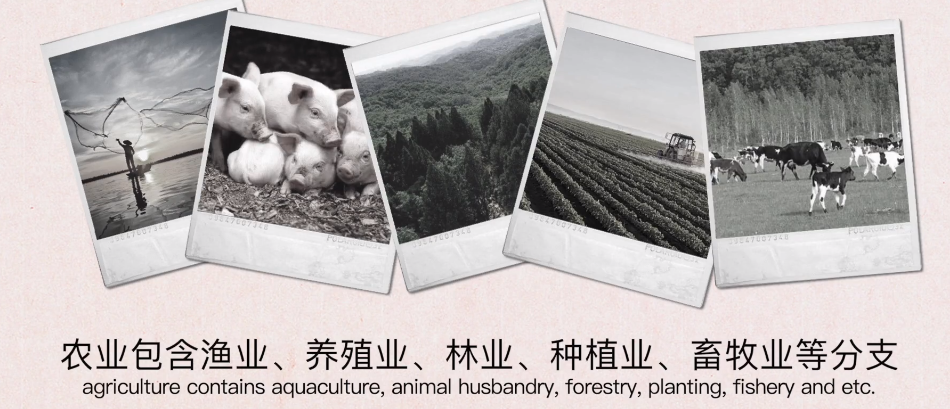 农业包含渔业、养殖业、林业、种植业、畜牧业等分支
agriculture contains aquaculture, animal husbandry, forestry, planting, fishery and etc.